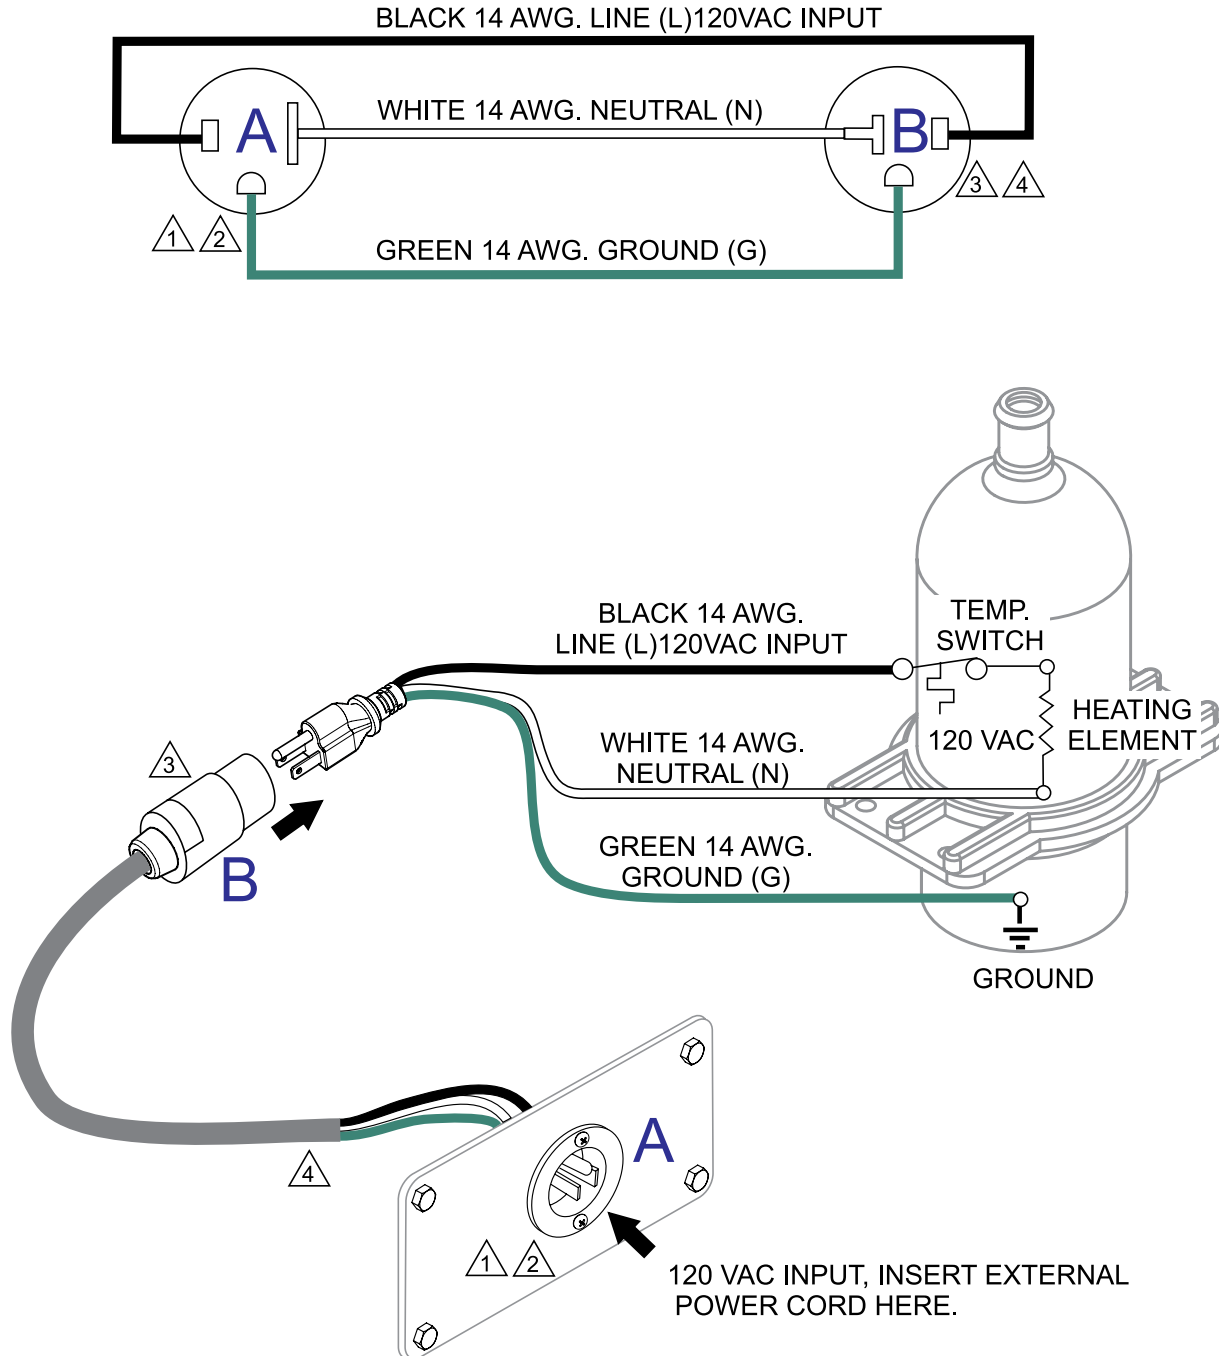 BLACK 14 AWG. LINE (L)120VAC INPUT
A
WHITE 14 AWG. NEUTRAL (N)
B
1
2
3
4
GREEN 14 AWG. GROUND (G)
BLACK 14 AWG.
LINE (L)120VAC INPUT
TEMP.
SWITCH
HEATING
ELEMENT
120 VAC
WHITE 14 AWG.
NEUTRAL (N)
3
B
GREEN 14 AWG.
GROUND (G)
GROUND
4
A
1
2
120 VAC INPUT, INSERT EXTERNAL
POWER CORD HERE.